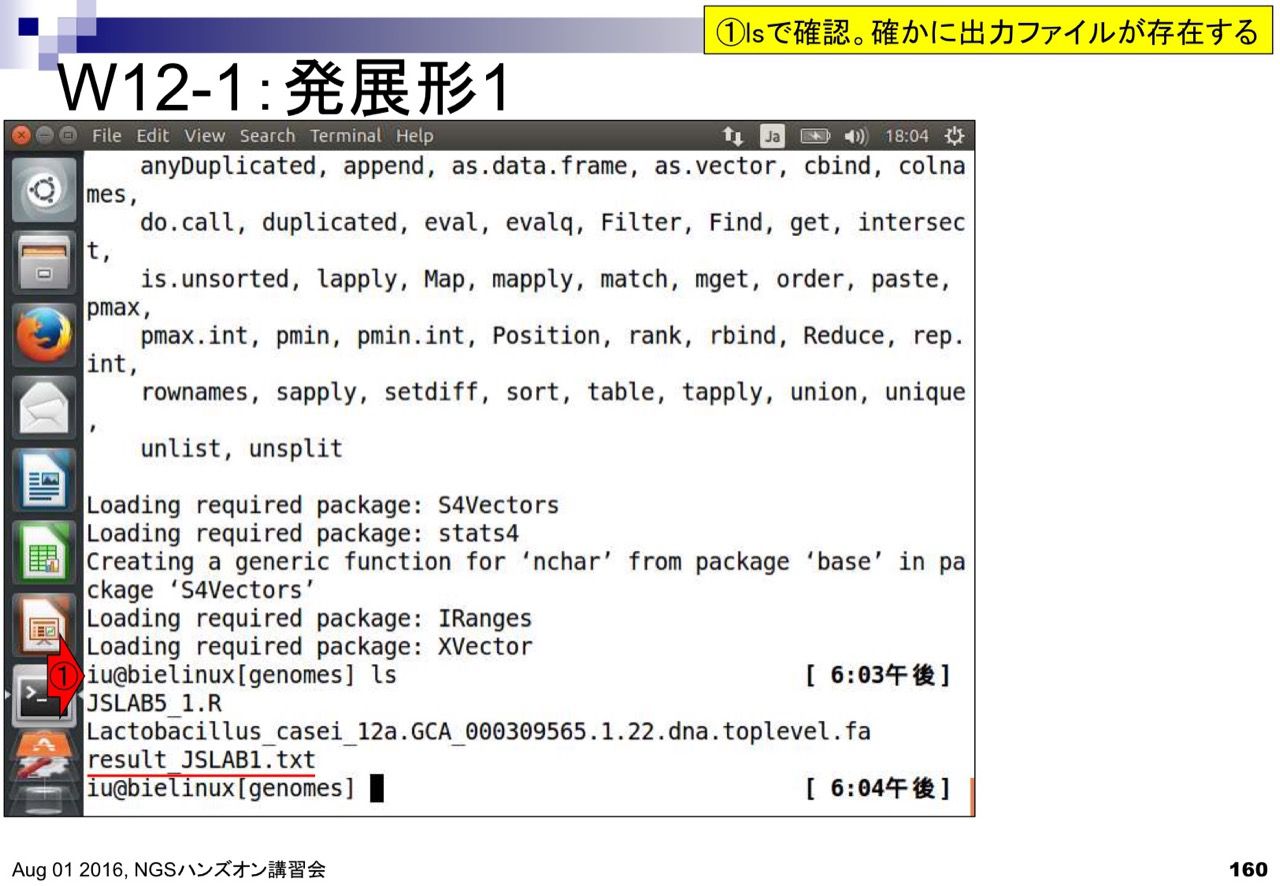 ①lsで確認。確かに出力ファイルが存在する
W12-1：発展形1
File Edit View Search Terminal Help Ja 18:04
anyDuplicated, append, as.data.frame, as.vector, cbind, colna
mes,
do.call, duplicated, eval, evalq, Filter, Find, get, intersec
t,
is.unsorted, lapply, Map, mapply, match, mget, order, paste,
pmax,
pmax.int, pmin, pmin.int, Position, rank, rbind, Reduce, rep.
int,
rownames, sapply, setdiff, sort, table, tapply, union, unique
,
unlist, unsplit
Loading required package: S4Vectors
Loading required package: stats4
Creating a generic function for ‘nchar’ from package ‘base’ in pa
ckage ‘S4Vectors’
Loading required package: IRanges
Loading required package: XVector
① iu@bielinux[genomes] ls [ 6:03午後]
JSLAB5_1.R
Lactobacillus_casei_12a.GCA_000309565.1.22.dna.toplevel.fa
result_JSLAB1.txt
iu@bielinux[genomes] [ 6:04午後]
Aug 01 2016, NGSハンズオン講習会 160